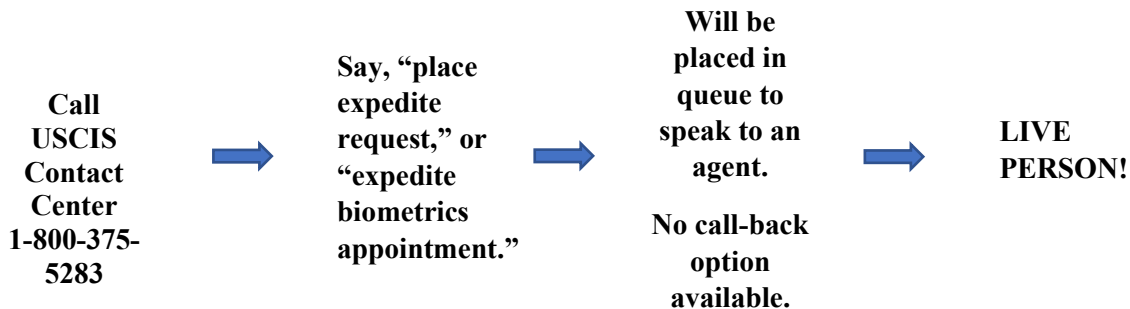 Call
USCIS
Contact
Center
1-800-375-
5283
Say, “place
expedite
request,” or
“expedite
biometrics
appointment.”
Will be
placed in
queue to
speak to an
agent.
No call-back
option
available.
LIVE
PERSON!